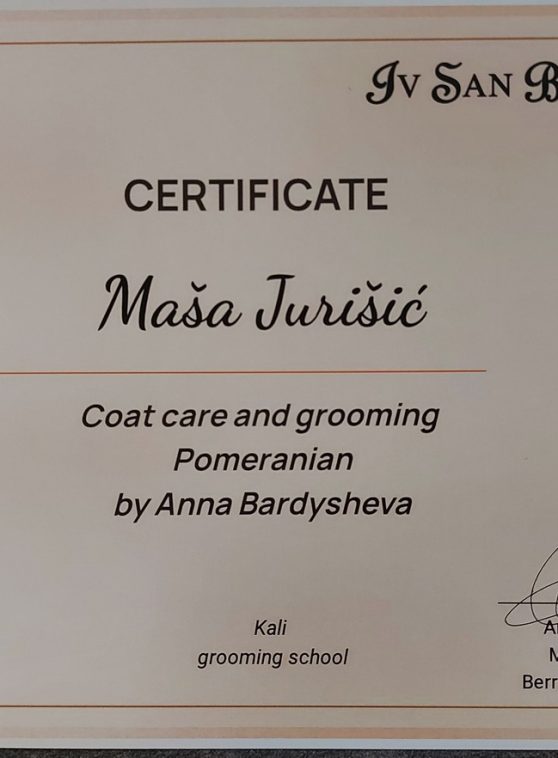 Iv San B
CERTIFICATE
Maša Jurišić
Coat care and grooming
Pomeranian
by Anna Bardysheva
Kali
grooming school